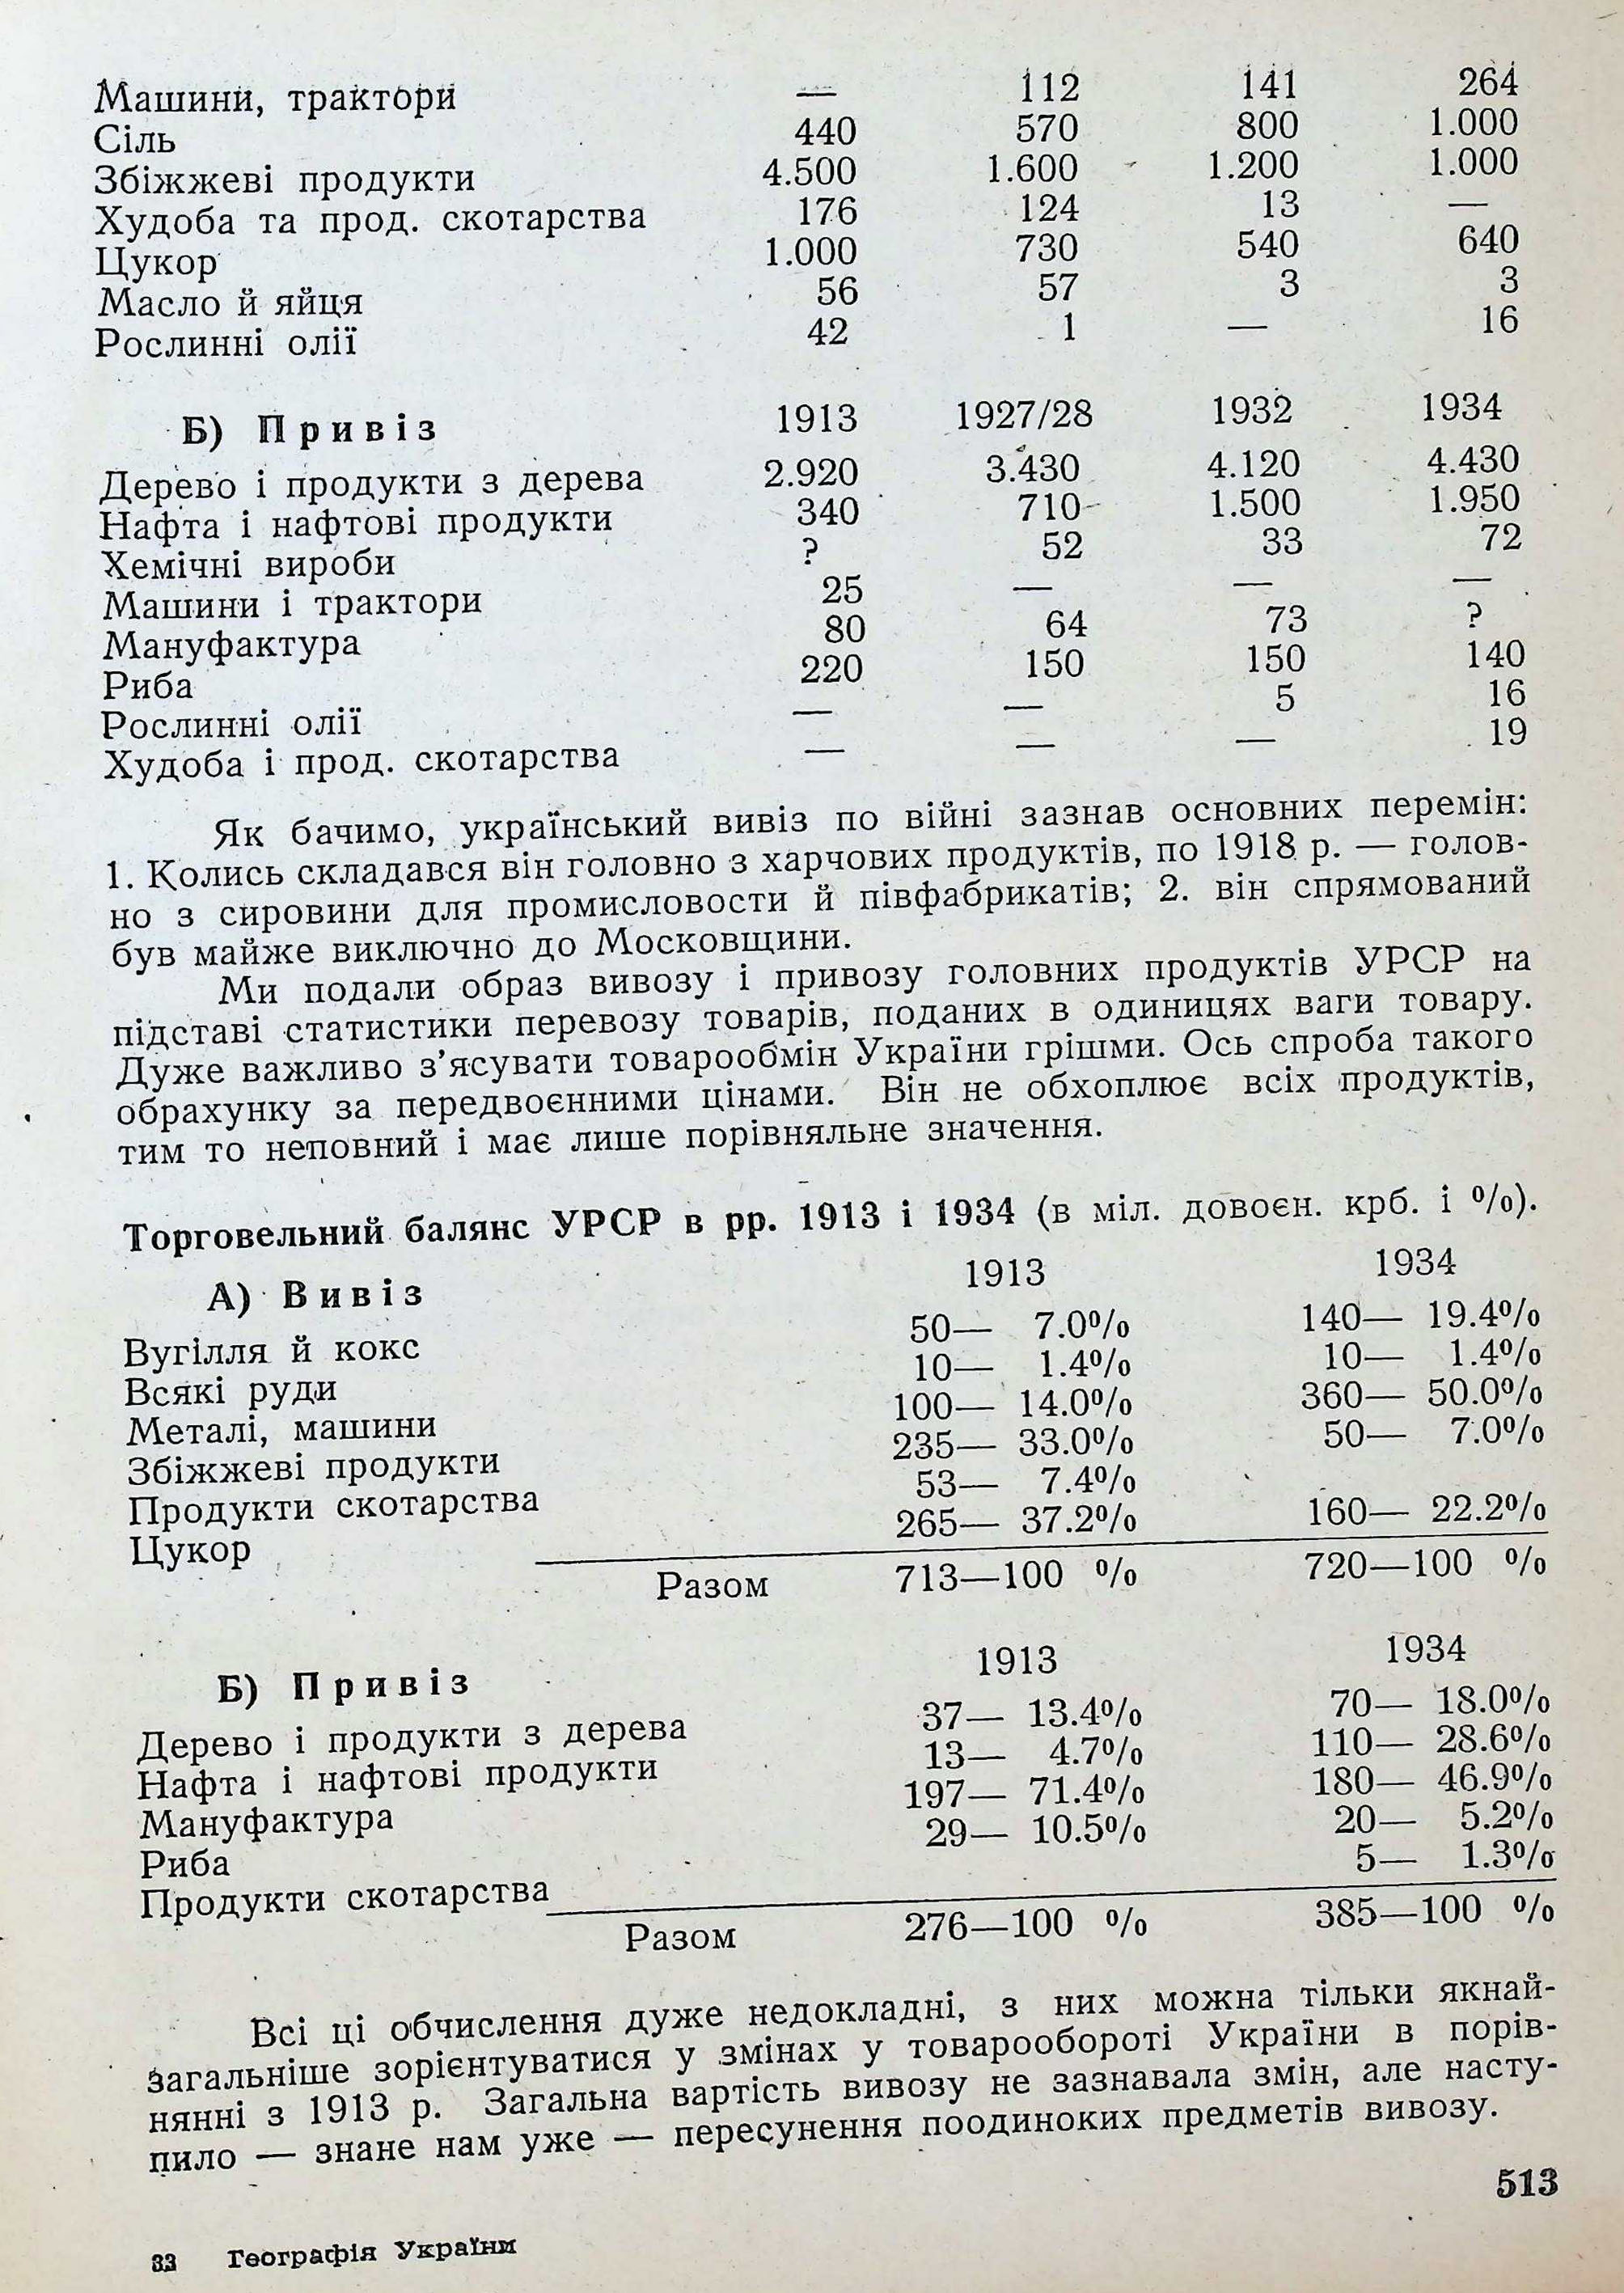 Машини, трактори — 112 141 264
Сіль 440 570 800 1.000
Збіжжеві продукти 4.500 1.600 1.200 1.000
Худоба та прод. скотарства 176 124 13 —
Цукор 1.000 730 540 640
Масло й яйця 56 57 3 3
Рослинні олії 42 1 — 16
Б) Привіз 1913 1927/28 1932 1934
Дерево і продукти з дерева 2.920 3.430 4.120 4.430
Нафта і нафтові продукти 340 710 1.500 1.950
Хемічні вироби ? 52 33 72
Машини і трактори 25 — — —
Мануфактура 80 64 73 ?
Риба 220 150 150 140
Рослинні олії — — 5 16
Худоба і прод. скотарства — — — 19
Як бачимо, український вивіз по війні зазнав основних перемін:
1. Колись складався він головно з харчових продуктів, по 1918 р. — голов-
но з сировини для промисловости й півфабрикатів; 2. він спрямований
був майже виключно до Московщини.
Ми подали образ вивозу і привозу головних продуктів УРСР на
підставі статистики перевозу товарів, поданих в одиницях ваги товару.
Дуже важливо з’ясувати товарообмін України грішми. Ось спроба такого
обрахунку за передвоєнними цінами. Він не обхоплює всіх продуктів,
тим то неповний і має лише порівняльне значення.
Торговельний балянс УРСР в рр. 1913 і 1934 (в міл. довоєн. крб. і %).
А) Вивіз 1913 1934
Вугілля й кокс 50— 7.0% 140— 19.4%
Всякі руди 10— 1.4% 10— 1.4%
Металі, машини 100— 14.0% 360— 50.0%
Збіжжеві продукти 235— 33.0% 50— 7.0%
Продукти скотарства 53— 7.4%
Цукор 265— 37.2% 160— 22.2%
Разом 713—100 % 720—100 %
Б) Привіз 1913 1934
Дерево і продукти з дерева 37— 13.4% 70— 18.0%
Нафта і нафтові продукти 13— 4.7% 110— 28.6%
Мануфактура 197— 71.4% 180— 46.9%
Риба 29— 10.5% 20— 5.2%
Продукти скотарства 5— 1.3%
Разом 276—100 % 385—100 %
Всі ці обчислення дуже недокладні, з них можна тільки якнай-
загальніше зорієнтуватися у змінах у товарообороті України в порів-
нянні з 1913 р. Загальна вартість вивозу не зазнавала змін, але насту-
пило — знане нам уже — пересунення поодиноких предметів вивозу.
513
33 Географія України